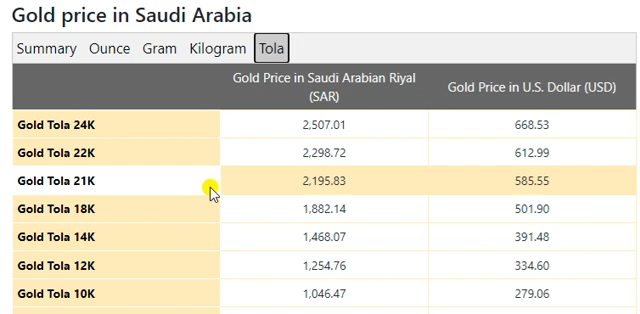 Gold price in Saudi Arabia
Summary Ounce Gram Kilogram Tola
Gold Price in Saudi Arabian Riyal (SAR) Gold Price in U.S. Dollar (USD)
Gold Tola 24K 2,507.01 668.53
Gold Tola 22K 2,298.72 612.99
Gold Tola 21K 2,195.83 585.55
Gold Tola 18K 1,882.14 501.90
Gold Tola 14K 1,468.07 391.48
Gold Tola 12K 1,254.76 334.60
Gold Tola 10K 1,046.47 279.06